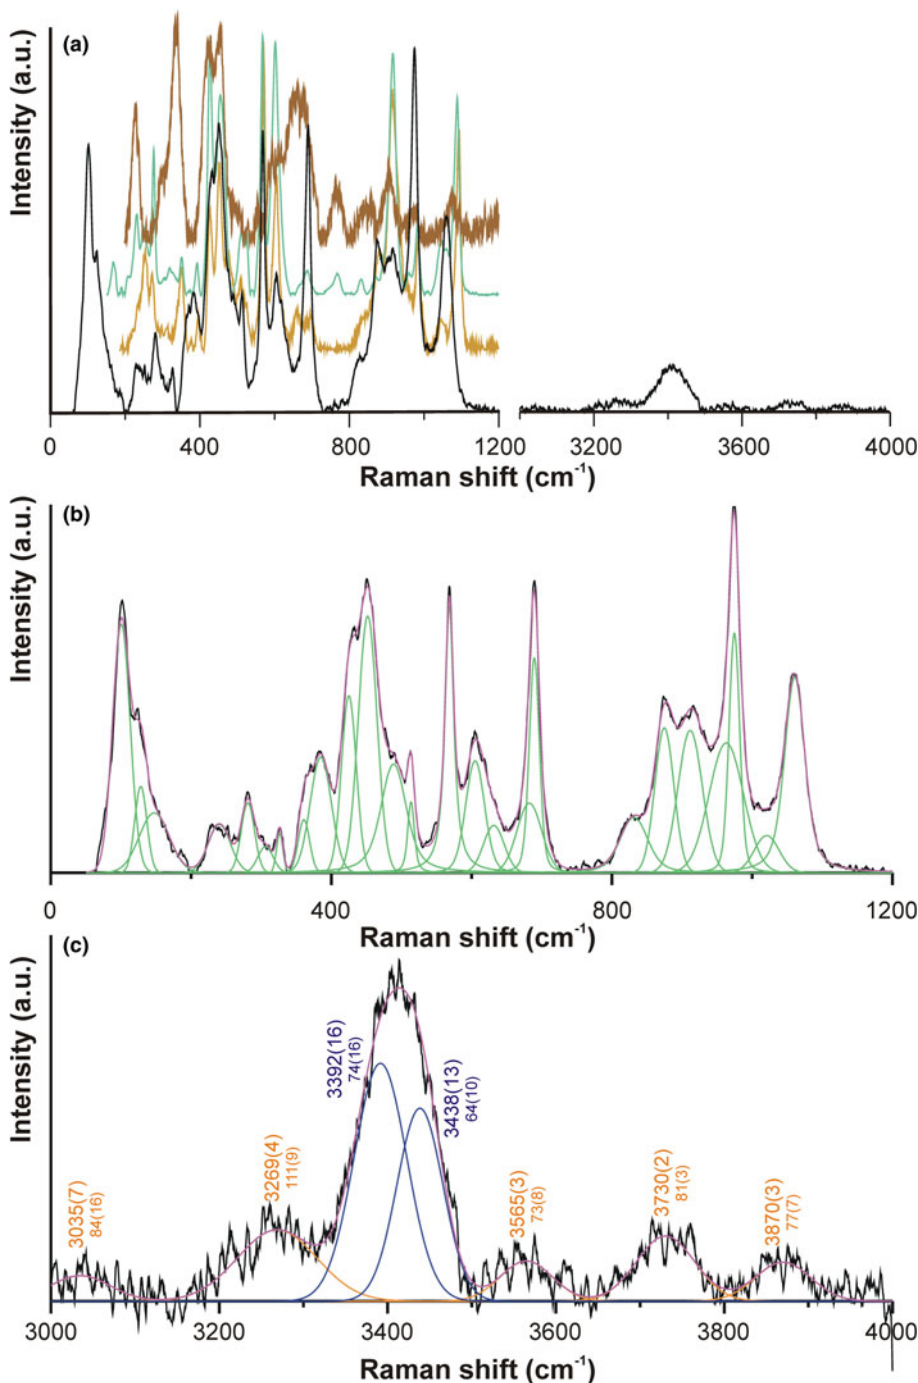 (a)
Intensity (a.u.)
0 400 800 1200 3200 3600 4000
Raman shift (cm-1)
(b)
Intensity (a.u.)
0 400 800 1200
Raman shift (cm-1)
(c)
Intensity (a.u.)
3035(7)
84(16)
3269(4)
111(9)
3392(16)
74(16)
3438(13)
64(10)
3565(3)
73(8)
3730(2)
81(3)
3870(3)
77(7)
3000 3200 3400 3600 3800 4000
Raman shift (cm-1)